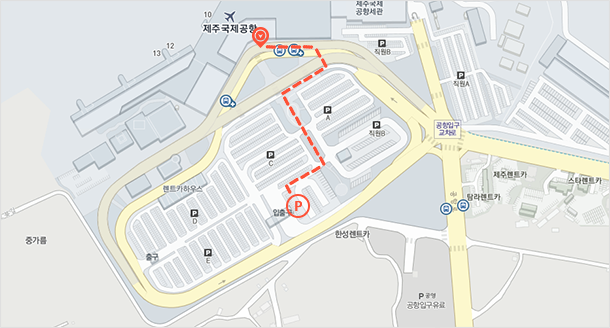 제주국제공항
제주국제
공항세관
P
직원B
13
12
10
P
직원A
P
A
P
직원B
공항입구
교차로
P
C
렌트카하우스
제주렌트카
스타렌트카
탐라렌트카
P
입출구
P
D
한성렌트카
중가름
출구
P
E
P 공영
공항입구유료